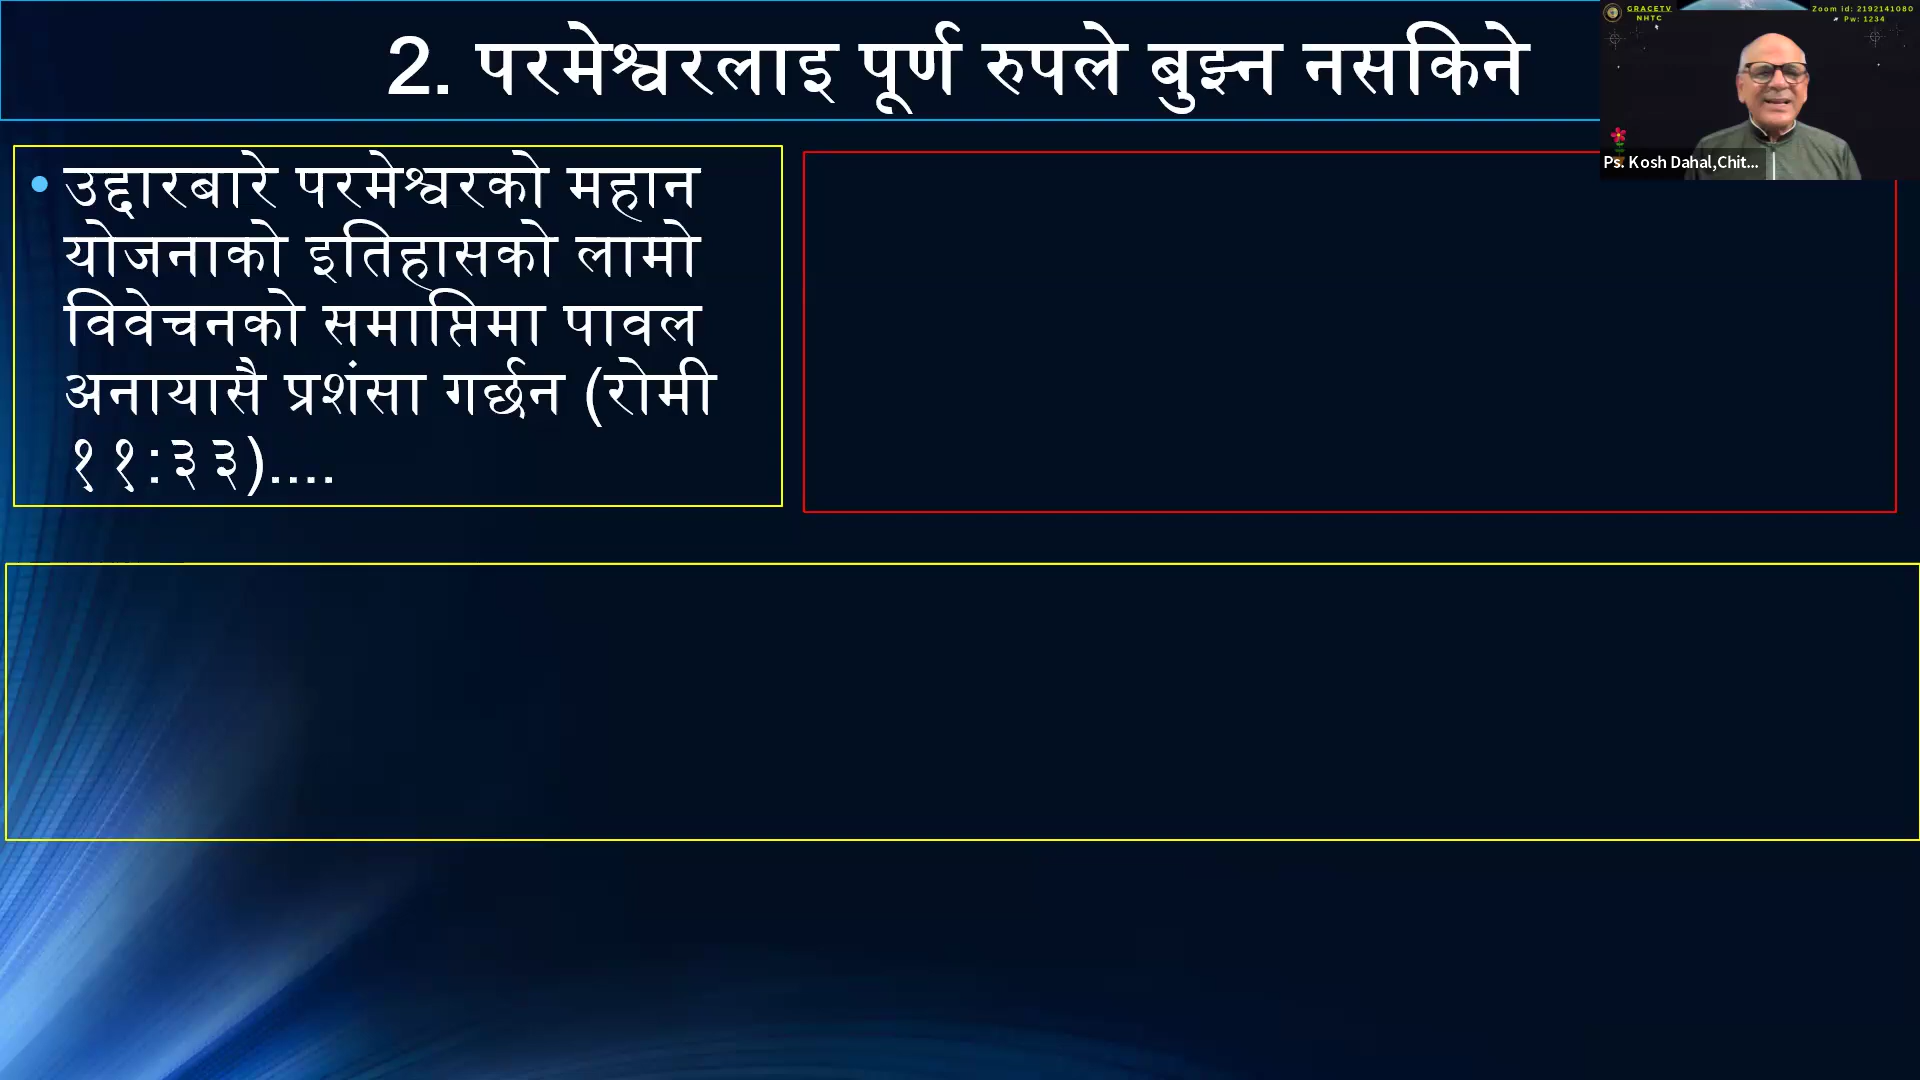 2. परमेश्वरलाइ पूर्ण रुपले बुझ्न नसकिने
GRACETV
NHTC
Zoom id: 2192141080
Pw: 1234
Ps. Kosh Dahal,Chit...
• उद्दारबारे परमेश्वरको महान
योजनाको इतिहासको लामो
विवेचनको समाप्तिमा पावल
अनायासै प्रशंसा गर्छन (रोमी
११:३३)....